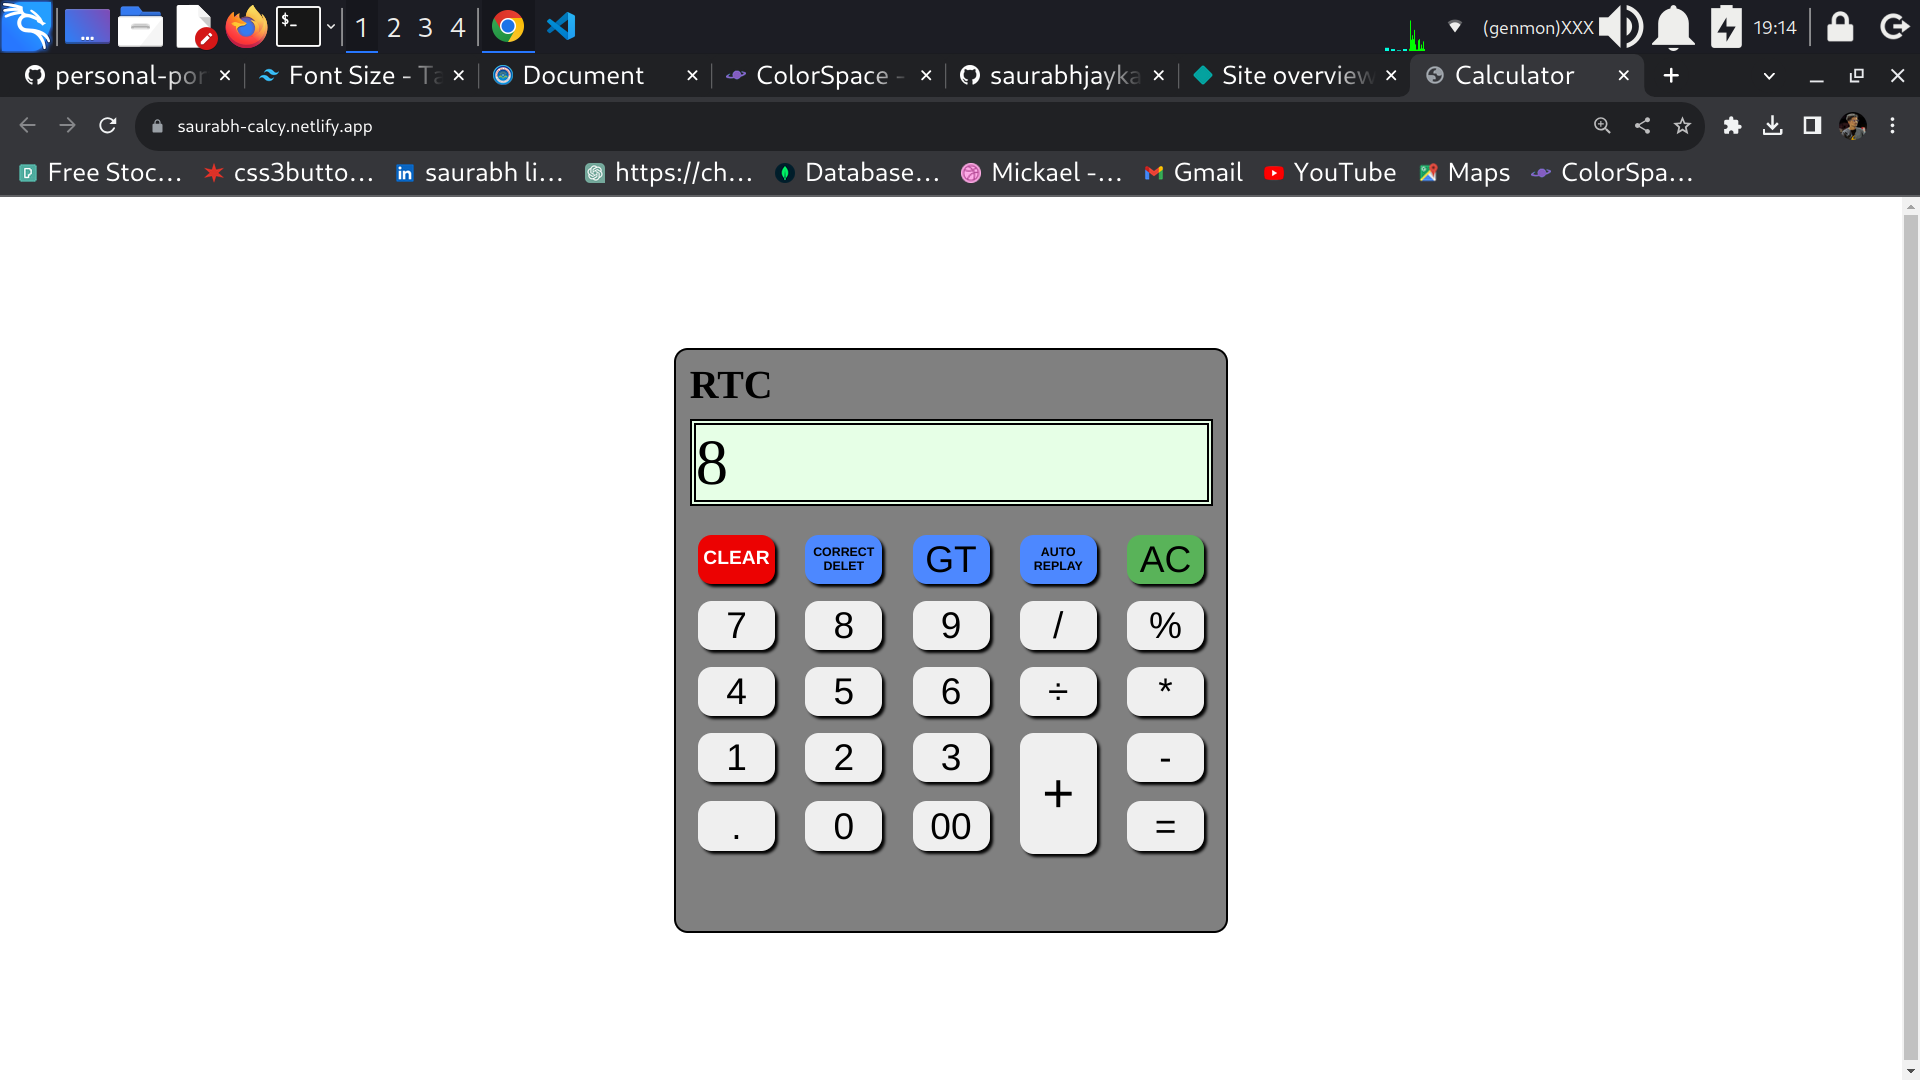 $-
1 2 3 4
(genmon)XXX
19:14
personal-por
Font Size - Ta
Document
ColorSpace -
saurabhjayka
Site overview
Calculator
saurabh-calcy.netlify.app
Free Stoc...
css3butto...
saurabh li...
https://ch...
Database...
Mickael -...
Gmail
YouTube
Maps
ColorSpa...
RTC
8
CLEAR
CORRECT
DELET
GT
AUTO
REPLAY
AC
7 8 9 / %
4 5 6 ÷ *
1 2 3 + -
. 0 00 =